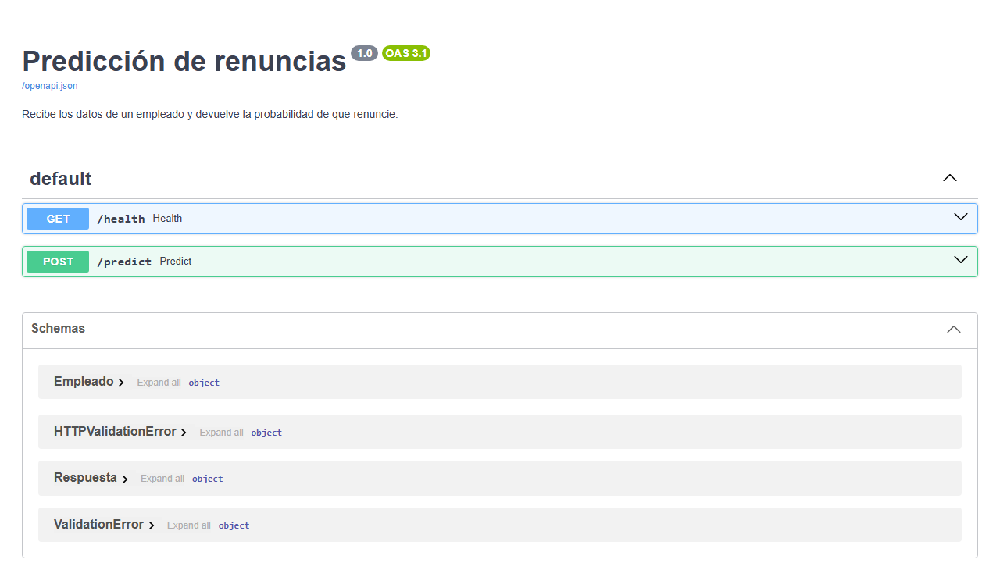 Predicción de renuncias 1.0 OAS 3.1
/openapi.json
Recibe los datos de un empleado y devuelve la probabilidad de que renuncie.
default
GET /health Health
POST /predict Predict
Schemas
Empleado Expand all object
HTTPValidationError Expand all object
Respuesta Expand all object
ValidationError Expand all object